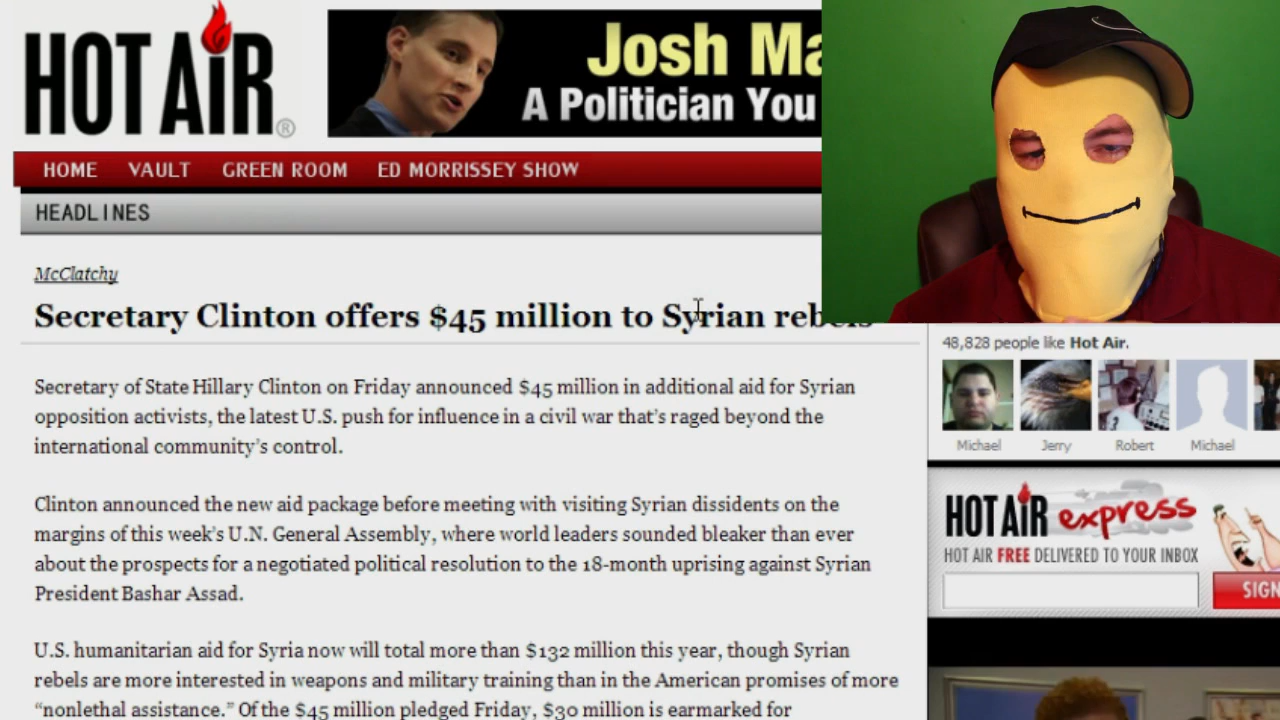 HOT AiR®
Josh Ma
A Politician You
HOME VAULT GREEN ROOM ED MORRISSEY SHOW
HEADLINES
McClatchy
Secretary Clinton offers $45 million to Syrian rebels
Secretary of State Hillary Clinton on Friday announced $45 million in additional aid for Syrian
opposition activists, the latest U.S. push for influence in a civil war that's raged beyond the
international community's control.
Clinton announced the new aid package before meeting with visiting Syrian dissidents on the
margins of this week's U.N. General Assembly, where world leaders sounded bleaker than ever
about the prospects for a negotiated political resolution to the 18-month uprising against Syrian
President Bashar Assad.
U.S. humanitarian aid for Syria now will total more than $132 million this year, though Syrian
rebels are more interested in weapons and military training than in the American promises of more
“nonlethal assistance.” Of the $45 million pledged Friday, $30 million is earmarked for
48,828 people like Hot Air.
Michael Jerry Robert Michael
HOT AiR express
HOT AIR FREE DELIVERED TO YOUR INBOX
SIGN